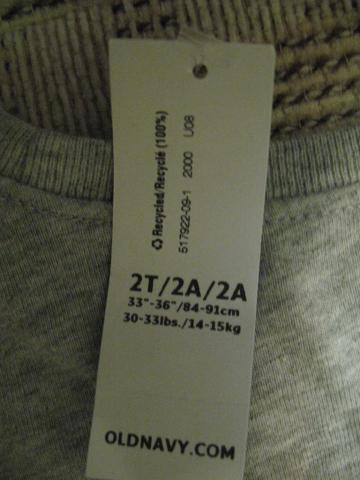 ♻ Recycled/Recyclé (100%)
517922-09-1 2000 U08
2T/2A/2A
33"-36"/84-91cm
30-33lbs./14-15kg
OLDNAVY.COM